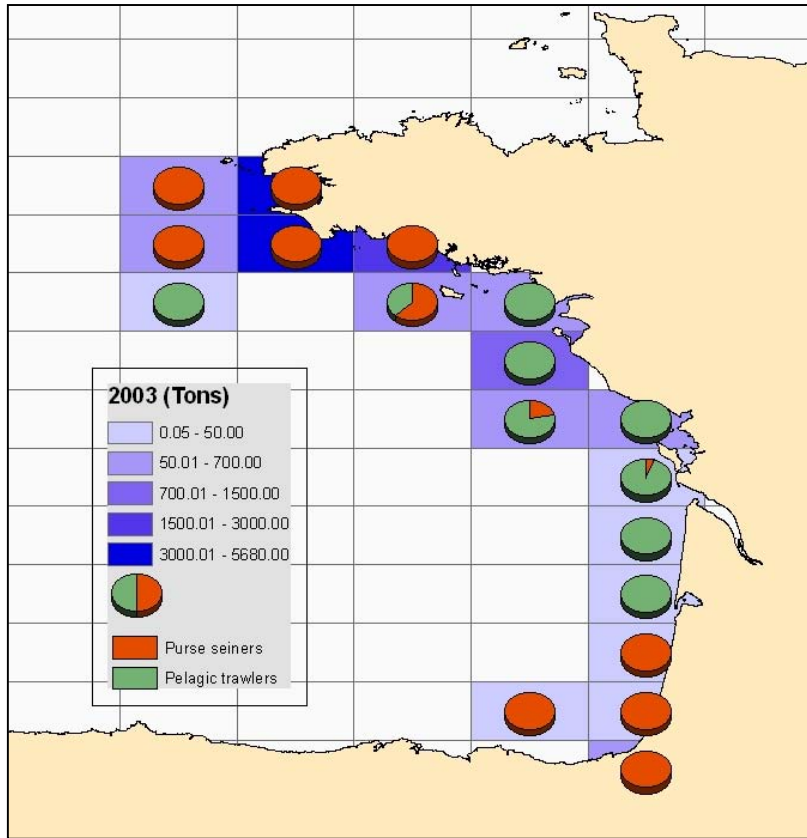 2003 (Tons)
0.05 - 50.00
50.01 - 700.00
700.01 - 1500.00
1500.01 - 3000.00
3000.01 - 5680.00
Purse seiners
Pelagic trawlers